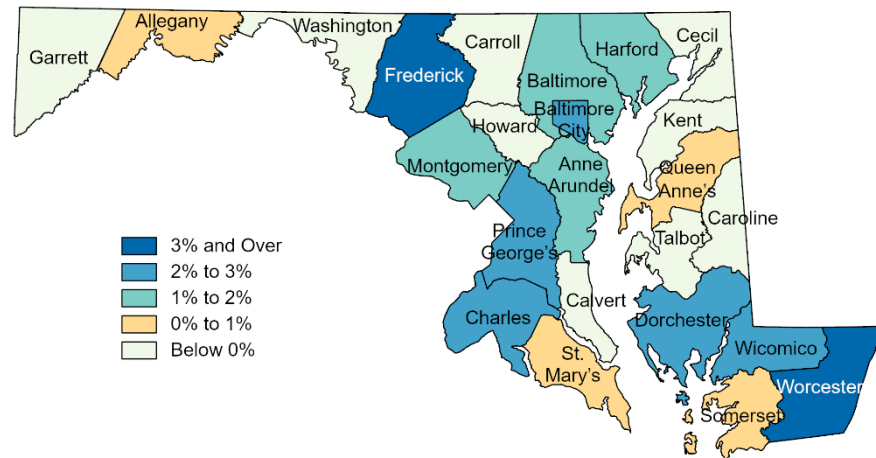 Garrett
Allegany
Washington
Frederick
Carroll
Baltimore
Harford
Cecil
Baltimore
City
Howard
Montgomery
Anne
Arundel
Kent
Queen
Anne's
Caroline
Talbot
Prince
George's
Calvert
Charles
St.
Mary's
Dorchester
Wicomico
Worcester
Somerset
3% and Over
2% to 3%
1% to 2%
0% to 1%
Below 0%